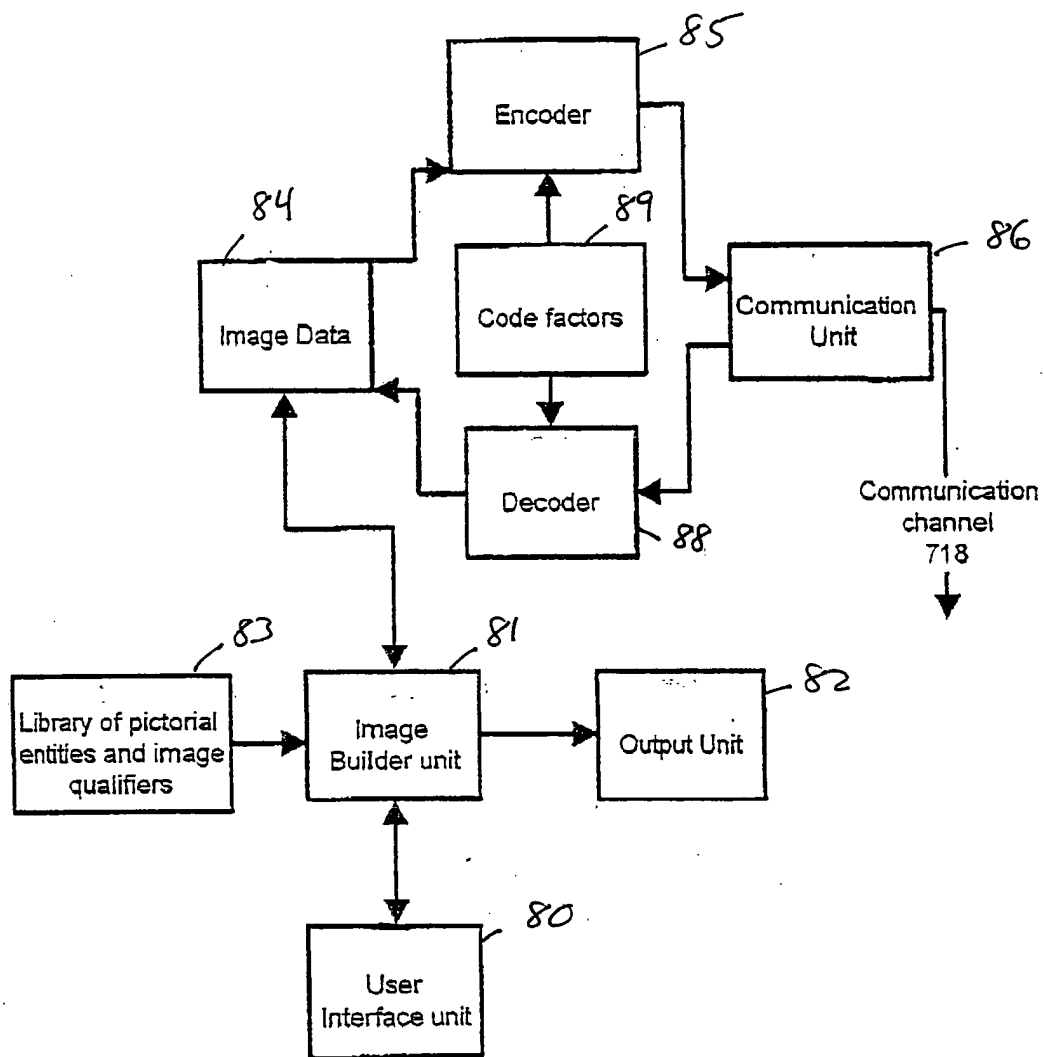 85
Encoder
84
89
86
Image Data
Code factors
Communication
Unit
Decoder
88
Communication
channel
718
83
81
82
Library of pictorial
entities and image
qualifiers
Image
Builder unit
Output Unit
80
User
Interface unit